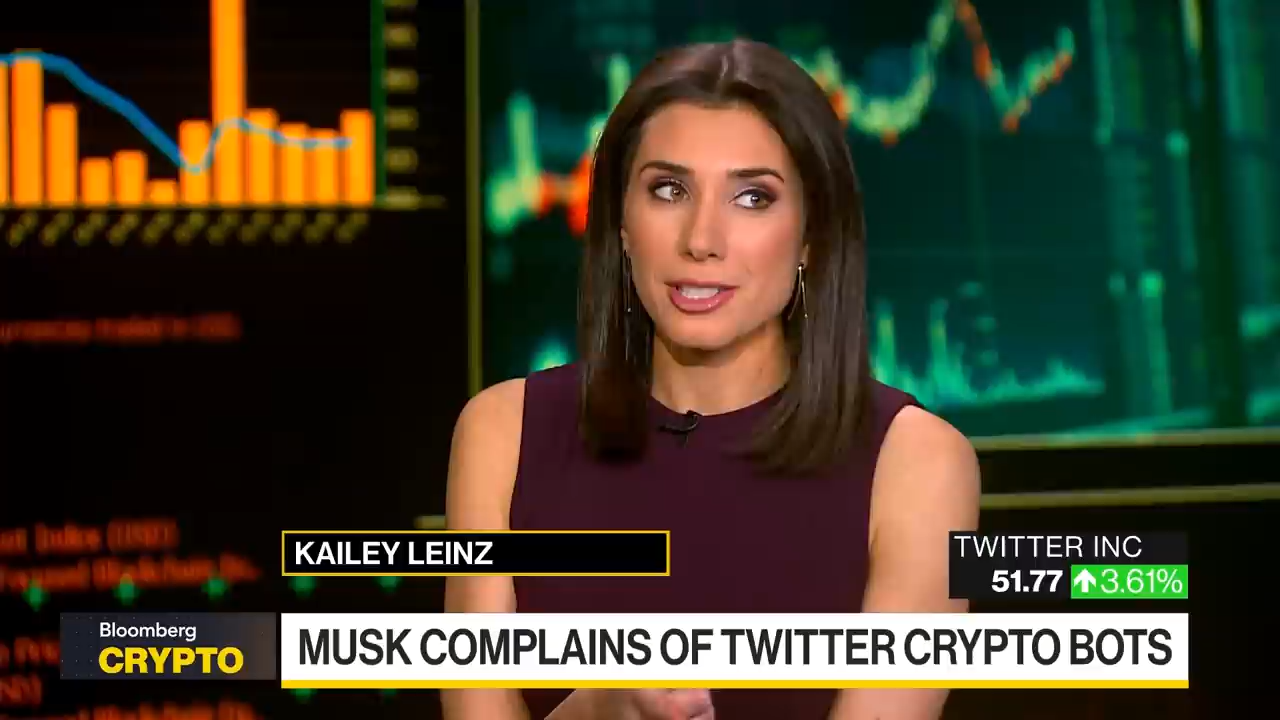 KAILEY LEINZ
TWITTER INC
51.77 3.61%
Bloomberg
CRYPTO
MUSK COMPLAINS OF TWITTER CRYPTO BOTS